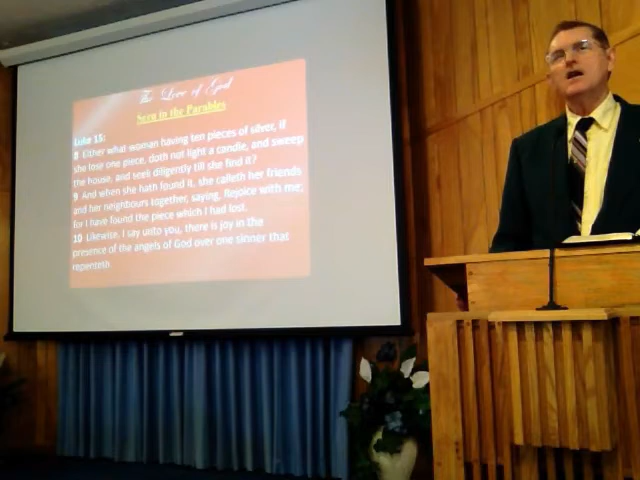 The Love of God
Seen in the Parables
Luke 15:
8 Either what woman having ten pieces of silver, if
she lose one piece, doth not light a candle, and sweep
the house, and seek diligently till she find it?
9 And when she hath found it, she calleth her friends
and her neighbours together, saying, Rejoice with me;
for I have found the piece which I had lost.
10 Likewise, I say unto you, there is joy in the
presence of the angels of God over one sinner that
repenteth.